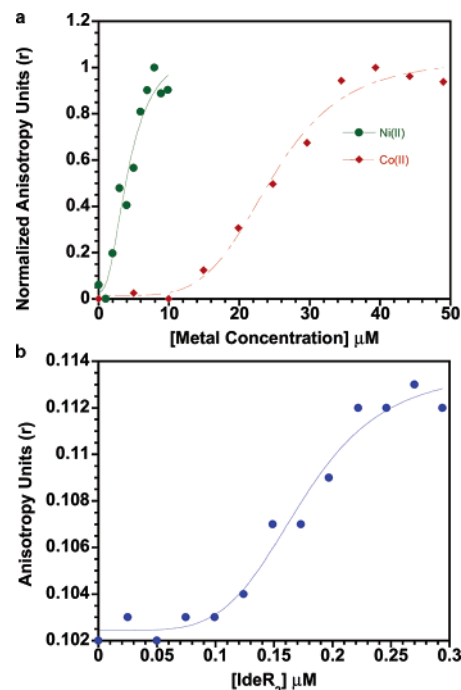 a
Normalized Anisotropy Units (r)
1.2
1
0.8
0.6
0.4
0.2
0
Ni(II)
Co(II)
0 10 20 30 40 50
[Metal Concentration] μM
b
Anisotropy Units (r)
0.114
0.112
0.110
0.108
0.106
0.104
0.102
0 0.05 0.1 0.15 0.2 0.25 0.3
[IdeR₂] μM